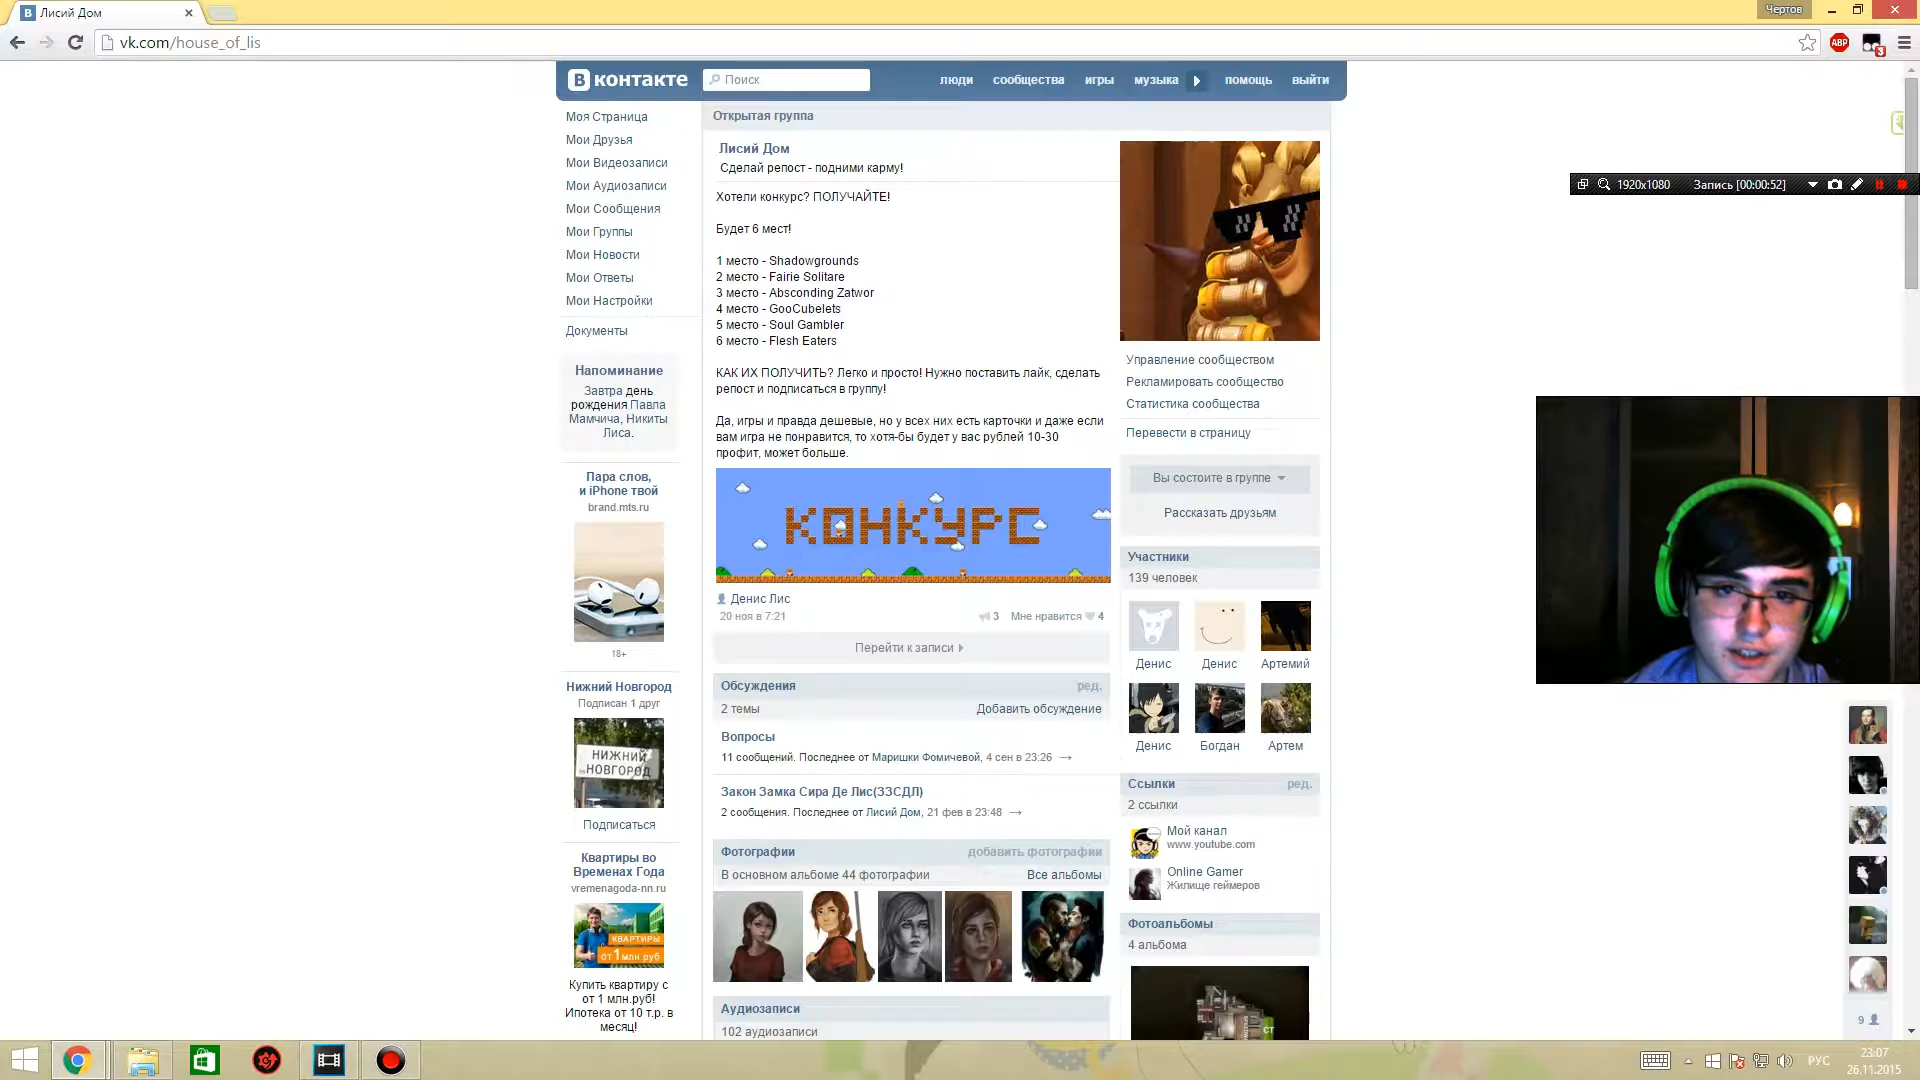 Лисий Дом
Чертов
vk.com/house_of_lis
ABP
3
В контакте
Поиск
люди
сообщества
игры
музыка
помощь
выйти
Моя Страница
Мои Друзья
Мои Видеозаписи
Мои Аудиозаписи
Мои Сообщения
Мои Группы
Мои Новости
Мои Ответы
Мои Настройки
Документы
Напоминание
Завтра день
рождения Павла
Мамчича, Никиты
Лиса.
Пара слов,
и iPhone твой
brand.mts.ru
18+
Нижний Новгород
Подписан 1 друг
НИЖНИЙ
НОВГОРОД
Подписаться
Квартиры во
Временах Года
vremenagoda-nn.ru
КВАРТИРЫ
от 1 млн.руб
Купить квартиру с
от 1 млн.руб!
Ипотека от 10 т.р. в
месяц!
Открытая группа
Лисий Дом
Сделай репост - подними карму!
Хотели конкурс? ПОЛУЧАЙТЕ!
Будет 6 мест!
1 место - Shadowgrounds
2 место - Fairie Solitare
3 место - Absconding Zatwor
4 место - GooCubelets
5 место - Soul Gambler
6 место - Flesh Eaters
КАК ИХ ПОЛУЧИТЬ? Легко и просто! Нужно поставить лайк, сделать
репост и подписаться в группу!
Да, игры и правда дешевые, но у всех них есть карточки и даже если
вам игра не понравится, то хотя-бы будет у вас рублей 10-30
профит, может больше.
КОНКУРС
Денис Лис
20 ноя в 7:21
3
Мне нравится 4
Перейти к записи
Обсуждения
ред.
2 темы
Добавить обсуждение
Вопросы
11 сообщений. Последнее от Маришки Фомичевой, 4 сен в 23:26 →
Закон Замка Сира Де Лис(ЗЗСДЛ)
2 сообщения. Последнее от Лисий Дом, 21 фев в 23:48 →
Фотографии
добавить фотографии
В основном альбоме 44 фотографии
Все альбомы
Аудиозаписи
102 аудиозаписи
Управление сообществом
Рекламировать сообщество
Статистика сообщества
Перевести в страницу
Вы состоите в группе
Рассказать друзьям
Участники
139 человек
Денис
Денис
Артемий
Денис
Богдан
Артем
Ссылки
ред.
2 ссылки
Мой канал
www.youtube.com
Online Gamer
Жилище геймеров
Фотоальбомы
4 альбома
CT
1920x1080
Запись [00:00:52]
9
РУС
23:07
26.11.2015